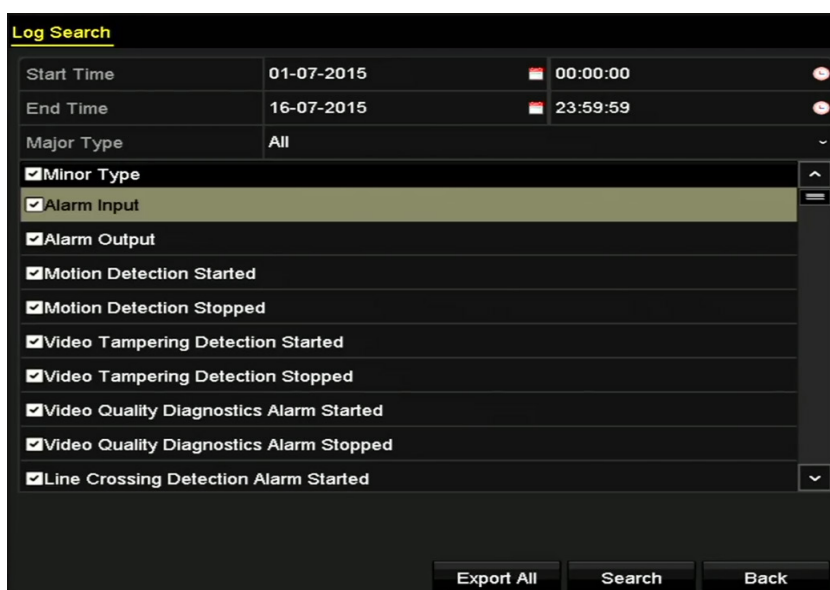 Log Search
Start Time 01-07-2015 00:00:00
End Time 16-07-2015 23:59:59
Major Type All
Minor Type
Alarm Input
Alarm Output
Motion Detection Started
Motion Detection Stopped
Video Tampering Detection Started
Video Tampering Detection Stopped
Video Quality Diagnostics Alarm Started
Video Quality Diagnostics Alarm Stopped
Line Crossing Detection Alarm Started
Export All Search Back